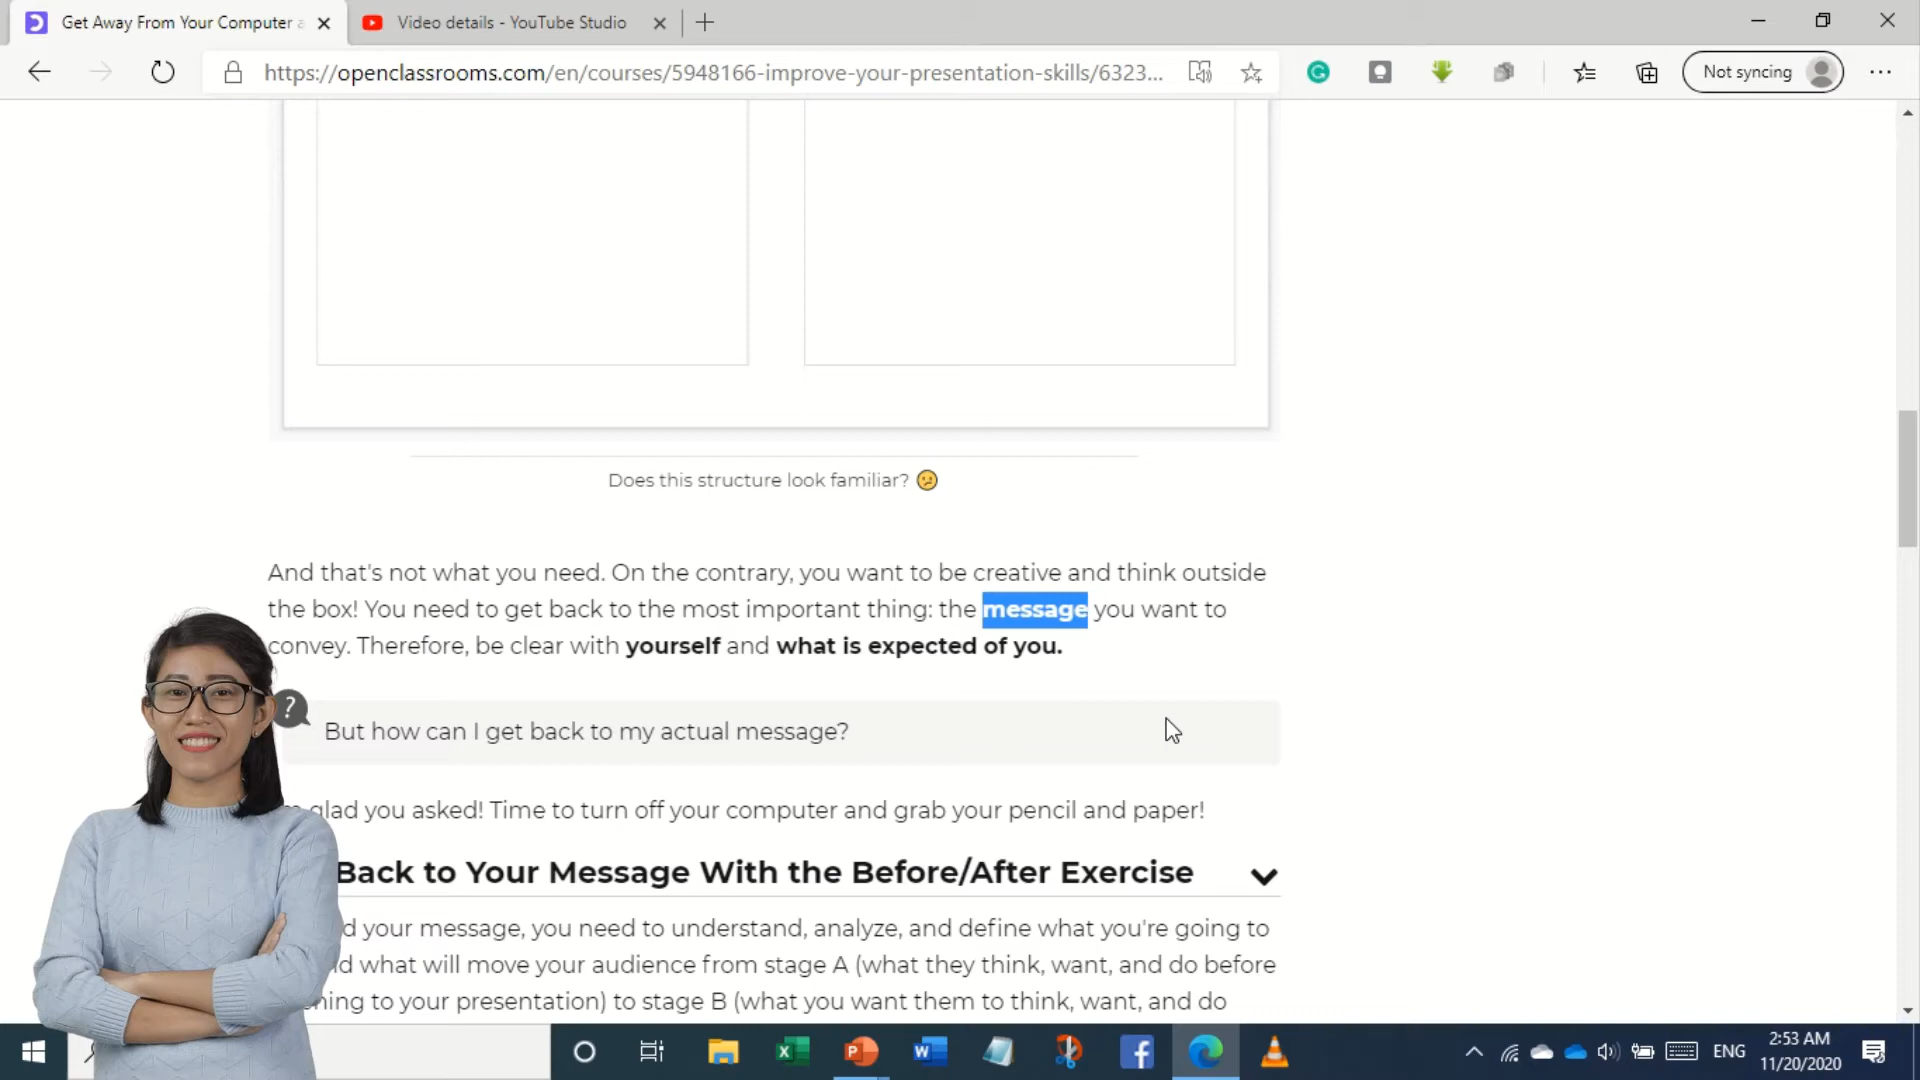 Get Away From Your Computer a
Video details - YouTube Studio
https://openclassrooms.com/en/courses/5948166-improve-your-presentation-skills/6323...
Not syncing
Does this structure look familiar?
And that's not what you need. On the contrary, you want to be creative and think outside
the box! You need to get back to the most important thing: the message you want to
convey. Therefore, be clear with yourself and what is expected of you.
?
But how can I get back to my actual message?
glad you asked! Time to turn off your computer and grab your pencil and paper!
Back to Your Message With the Before/After Exercise
d your message, you need to understand, analyze, and define what you're going to
d what will move your audience from stage A (what they think, want, and do before
ning to your presentation) to stage B (what you want them to think, want, and do
ENG
2:53 AM
11/20/2020